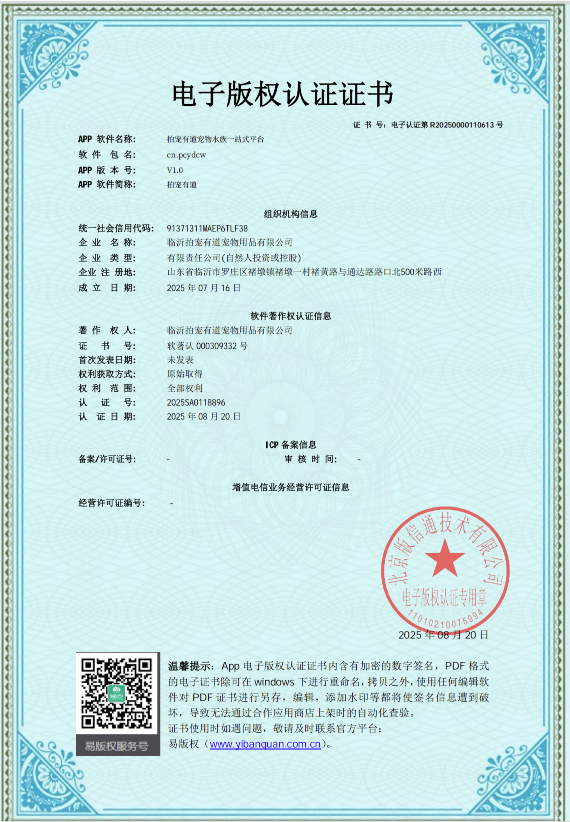 电子版权认证证书
证 书 号：电子认证第 R20250000110613 号
APP 软件名称: 拍宠有道宠物水族一站式平台
软 件 包 名: cn.pcydcw
APP 版 本 号: V1.0
APP 软件简称: 拍宠有道
组织机构信息
统一社会信用代码: 91371311MAEP6TLF38
企 业 名 称: 临沂拍宠有道宠物用品有限公司
企 业 类 型: 有限责任公司(自然人投资或控股)
企业 注 册地: 山东省临沂市罗庄区褚墩镇褚墩一村褚黄路与通达路路口北500米路西
成 立 日 期: 2025 年 07 月 16 日
软件著作权认证信息
著 作 权 人: 临沂拍宠有道宠物用品有限公司
证 书 号: 软著认 000309332 号
首次发表日期: 未发表
权利获取方式: 原始取得
权 利 范 围: 全部权利
认 证 号: 2025SA0118896
认 证 日 期: 2025 年 08 月 20 日
ICP 备案信息
备案/许可证号: - 审 核 时 间: -
增值电信业务经营许可证信息
经营许可证编号: -
北京版信通技术有限公司
电子版权认证专用章
11010210075994
2025 年 08 月 20 日
温馨提示：App 电子版权认证证书内含有加密的数字签名，PDF 格式
的电子证书除可在 windows 下进行重命名, 拷贝之外, 使用任何编辑软
件对 PDF 证书进行另存，编辑，添加水印等都将使签名信息遭到破
坏，导致无法通过合作应用商店上架时的自动化查验。
证书使用时如遇问题，敬请及时联系官方平台：
易版权（www.yibanquan.com.cn）。
易版权服务号